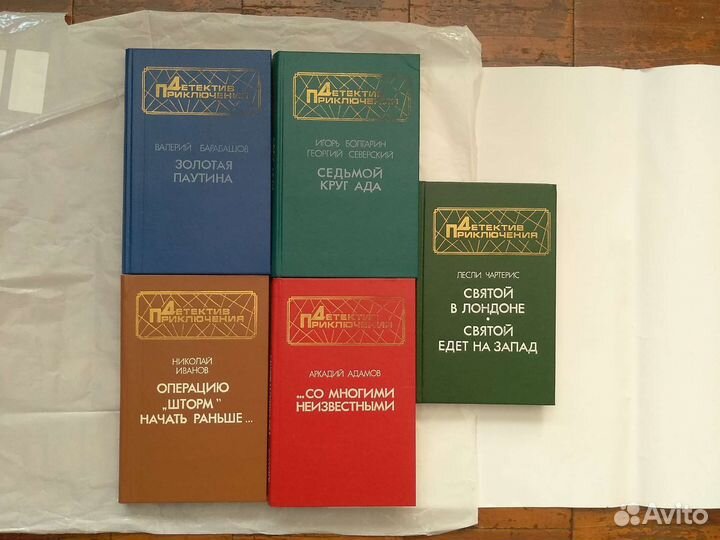 Детектив
Приключения
ВАЛЕРИЙ БАРАБАШОВ
ЗОЛОТАЯ
ПАУТИНА
Детектив
Приключения
ИГОРЬ БОЛГАРИН
ГЕОРГИЙ СЕВЕРСКИЙ
СЕДЬМОЙ
КРУГ АДА
Детектив
Приключения
ЛЕСЛИ ЧАРТЕРИС
СВЯТОЙ
В ЛОНДОНЕ
•
СВЯТОЙ
ЕДЕТ НА ЗАПАД
Детектив
Приключения
НИКОЛАЙ
ИВАНОВ
ОПЕРАЦИЮ
„ШТОРМ"
НАЧАТЬ РАНЬШЕ...
Детектив
Приключения
АРКАДИЙ АДАМОВ
...СО МНОГИМИ
НЕИЗВЕСТНЫМИ
Avito